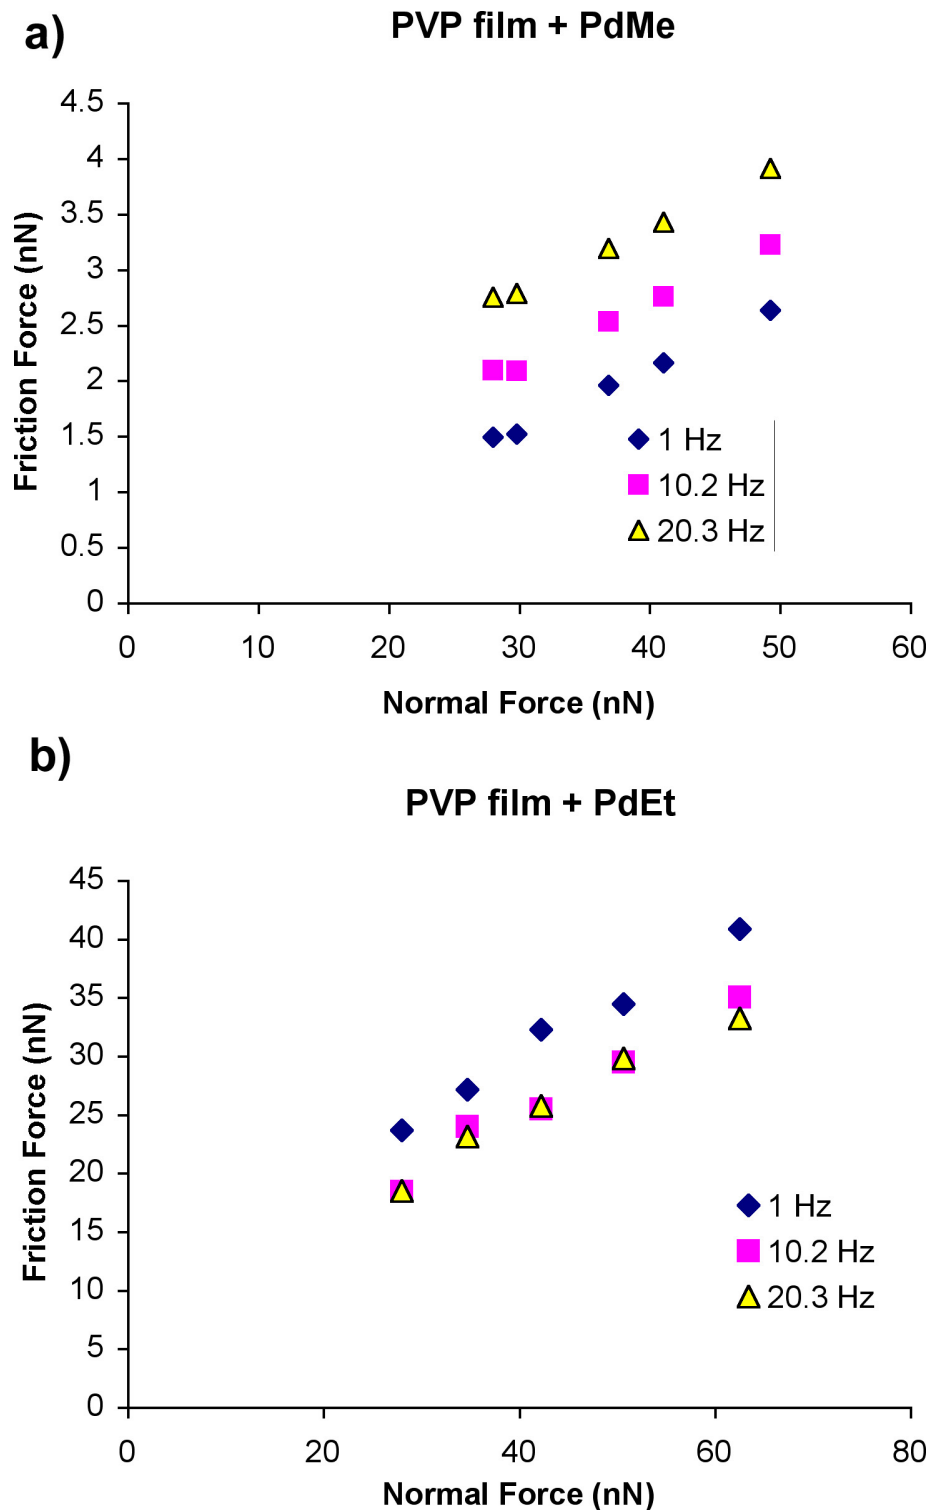 a)
PVP film + PdMe
4.5
4
3.5
3
2.5
2
1.5
1
0.5
0
Friction Force (nN)
1 Hz
10.2 Hz
20.3 Hz
0 10 20 30 40 50 60
Normal Force (nN)
b)
PVP film + PdEt
45
40
35
30
25
20
15
10
5
0
Friction Force (nN)
1 Hz
10.2 Hz
20.3 Hz
0 20 40 60 80
Normal Force (nN)